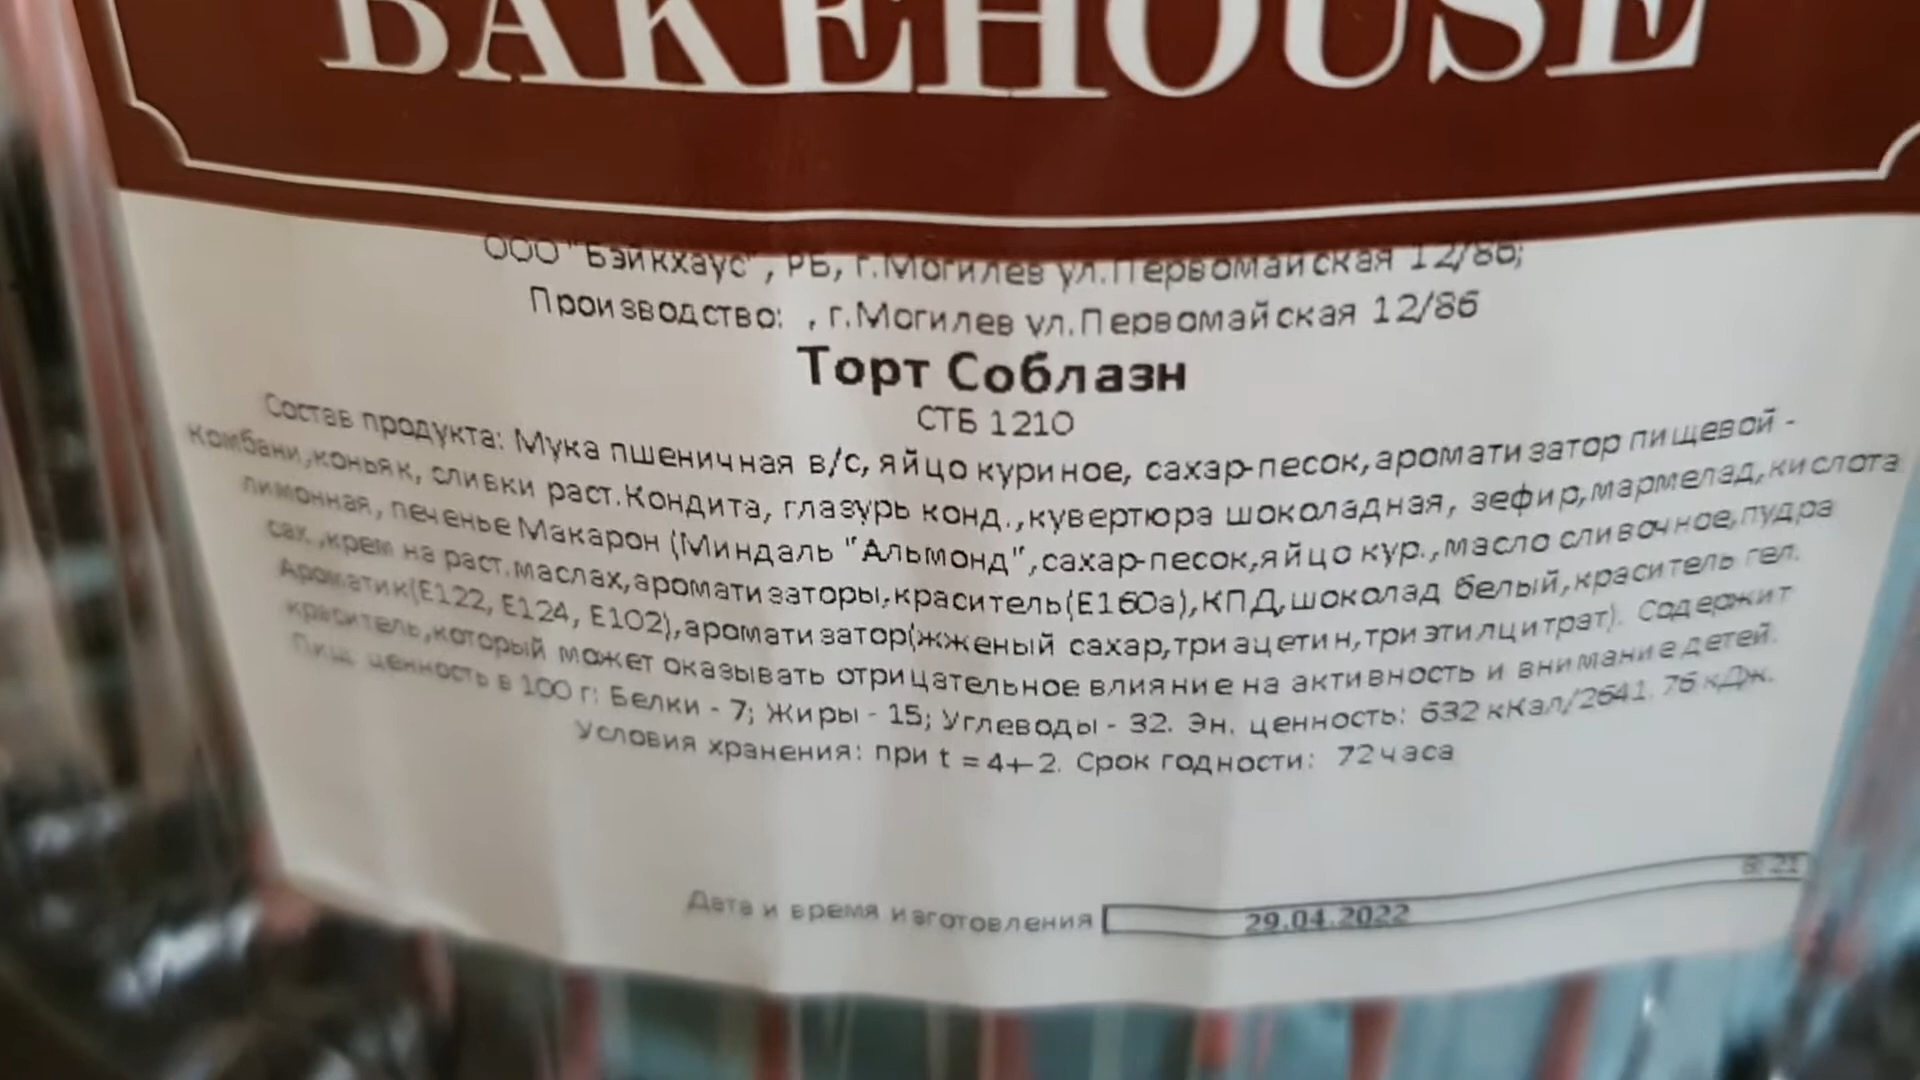 BAKEHOUSE
ООО "Бэйкхаус", РБ, г.Могилев ул.Первомайская 12/8б;
Производство: , г.Могилев ул.Первомайская 12/8б
Торт Соблазн
СТБ 1210
Состав продукта: Мука пшеничная в/с, яйцо куриное, сахар-песок,ароматизатор пищевой -
Комбани,коньяк, сливки раст.Кондита, глазурь конд.,кувертюра шоколадная, зефир,мармелад,кислота
лимонная, печенье Макарон (Миндаль "Альмонд",сахар-песок,яйцо кур.,масло сливочное,пудра
сах.,крем на раст.маслах,ароматизаторы,краситель(Е160а),КПД,шоколад белый,краситель гел.
Ароматик(Е122, Е124, Е102),ароматизатор(жженый сахар,триацетин,триэтилцитрат). Содержит
краситель,который может оказывать отрицательное влияние на активность и внимание детей.
Пищ. ценность в 100 г: Белки - 7; Жиры - 15; Углеводы - 32. Эн. ценность: 632 кКал/2641.76 кДж.
Условия хранения: при t = 4+-2. Срок годности: 72 часа
8:21
Дата и время изготовления 29.04.2022